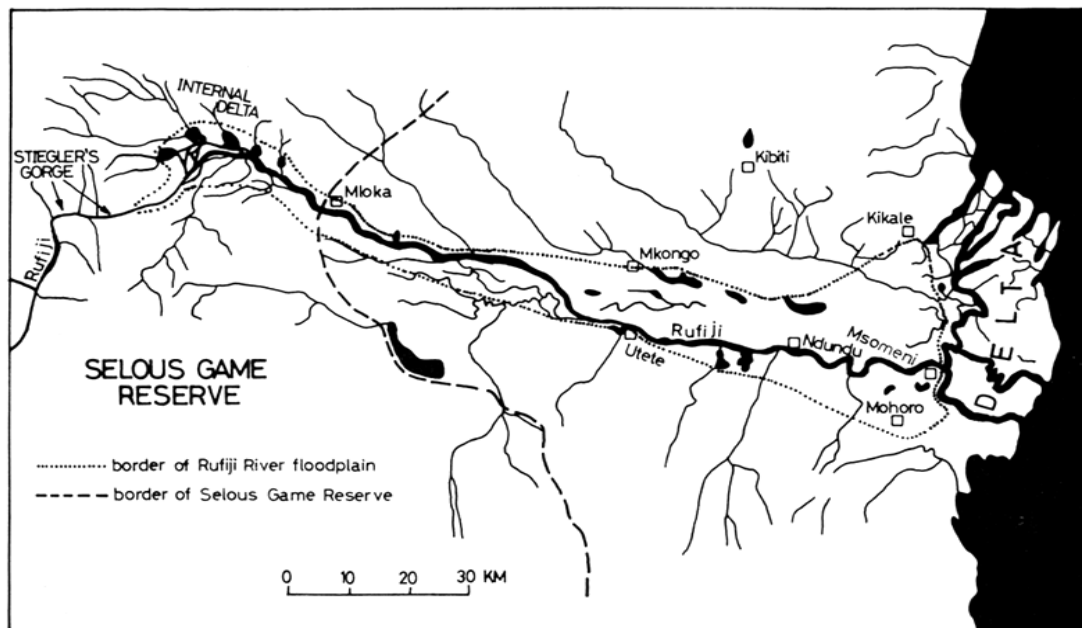 INTERNAL
DELTA
STIEGLER'S
GORGE
Mloka
Kibiti
Kikale
Mkongo
Rufiji
Rufiji
Utete
Ndundu
Msomeni
Mohoro
DELTA
SELOUS GAME
RESERVE
border of Rufiji River floodplain
border of Selous Game Reserve
0 10 20 30 KM